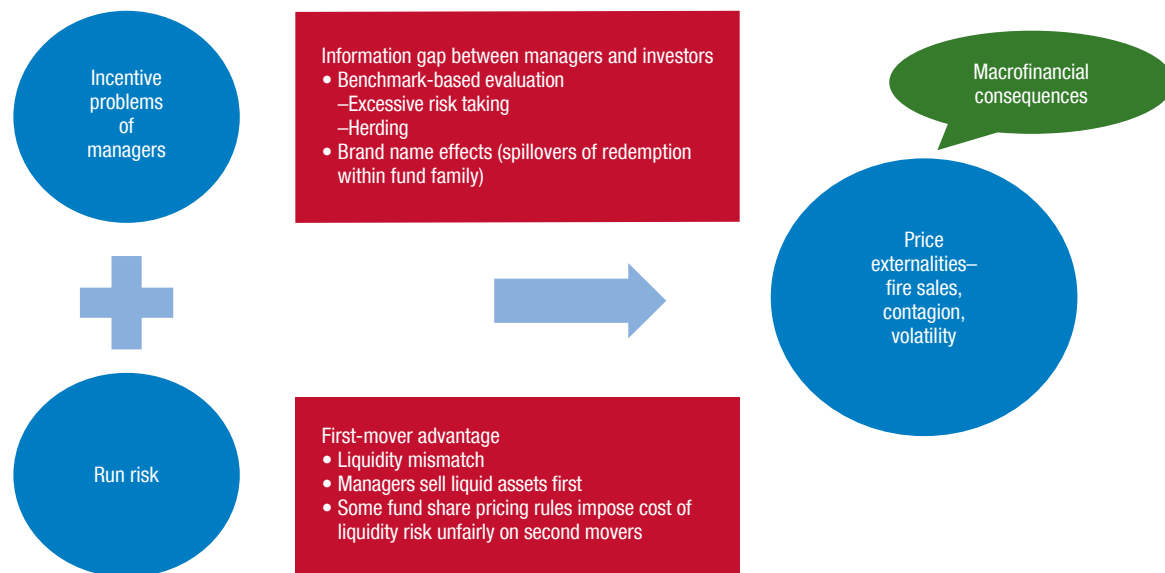 Incentive
problems
of
managers
Information gap between managers and investors
• Benchmark-based evaluation
–Excessive risk taking
–Herding
• Brand name effects (spillovers of redemption
within fund family)
Macrofinancial
consequences
Price
externalities–
fire sales,
contagion,
volatility
Run risk
First-mover advantage
• Liquidity mismatch
• Managers sell liquid assets first
• Some fund share pricing rules impose cost of
liquidity risk unfairly on second movers